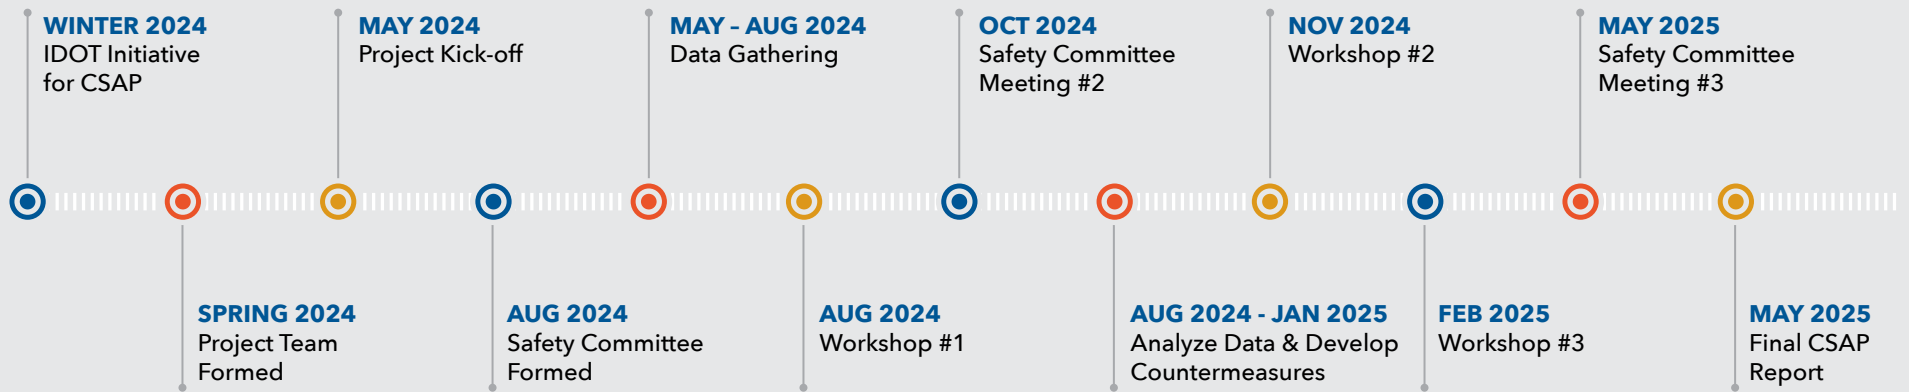 WINTER 2024
IDOT Initiative
for CSAP
SPRING 2024
Project Team
Formed
MAY 2024
Project Kick-off
AUG 2024
Safety Committee
Formed
MAY – AUG 2024
Data Gathering
AUG 2024
Workshop #1
OCT 2024
Safety Committee
Meeting #2
AUG 2024 - JAN 2025
Analyze Data & Develop
Countermeasures
NOV 2024
Workshop #2
FEB 2025
Workshop #3
MAY 2025
Safety Committee
Meeting #3
MAY 2025
Final CSAP
Report